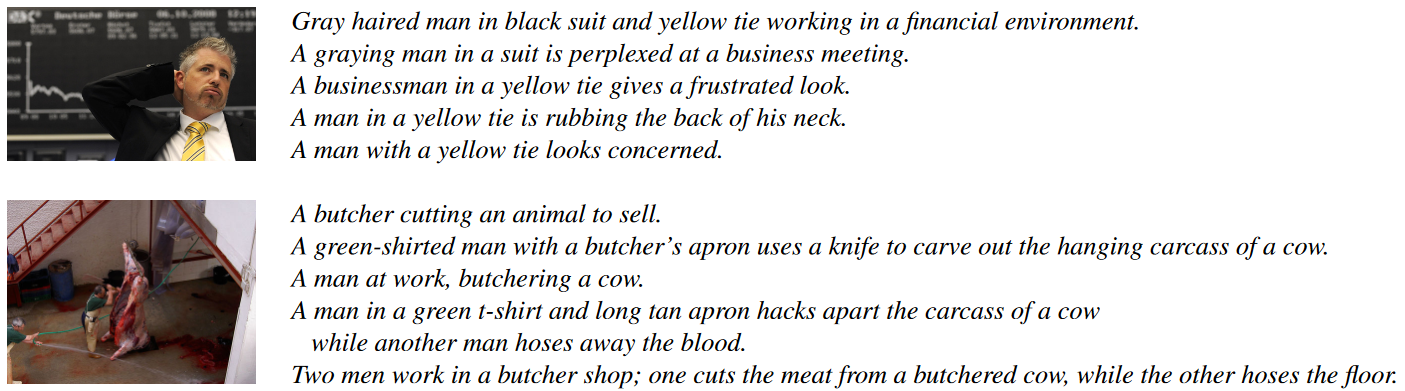 Deutsche Börse 06.10.2008
Gray haired man in black suit and yellow tie working in a financial environment.
A graying man in a suit is perplexed at a business meeting.
A businessman in a yellow tie gives a frustrated look.
A man in a yellow tie is rubbing the back of his neck.
A man with a yellow tie looks concerned.
A butcher cutting an animal to sell.
A green-shirted man with a butcher’s apron uses a knife to carve out the hanging carcass of a cow.
A man at work, butchering a cow.
A man in a green t-shirt and long tan apron hacks apart the carcass of a cow
while another man hoses away the blood.
Two men work in a butcher shop; one cuts the meat from a butchered cow, while the other hoses the floor.